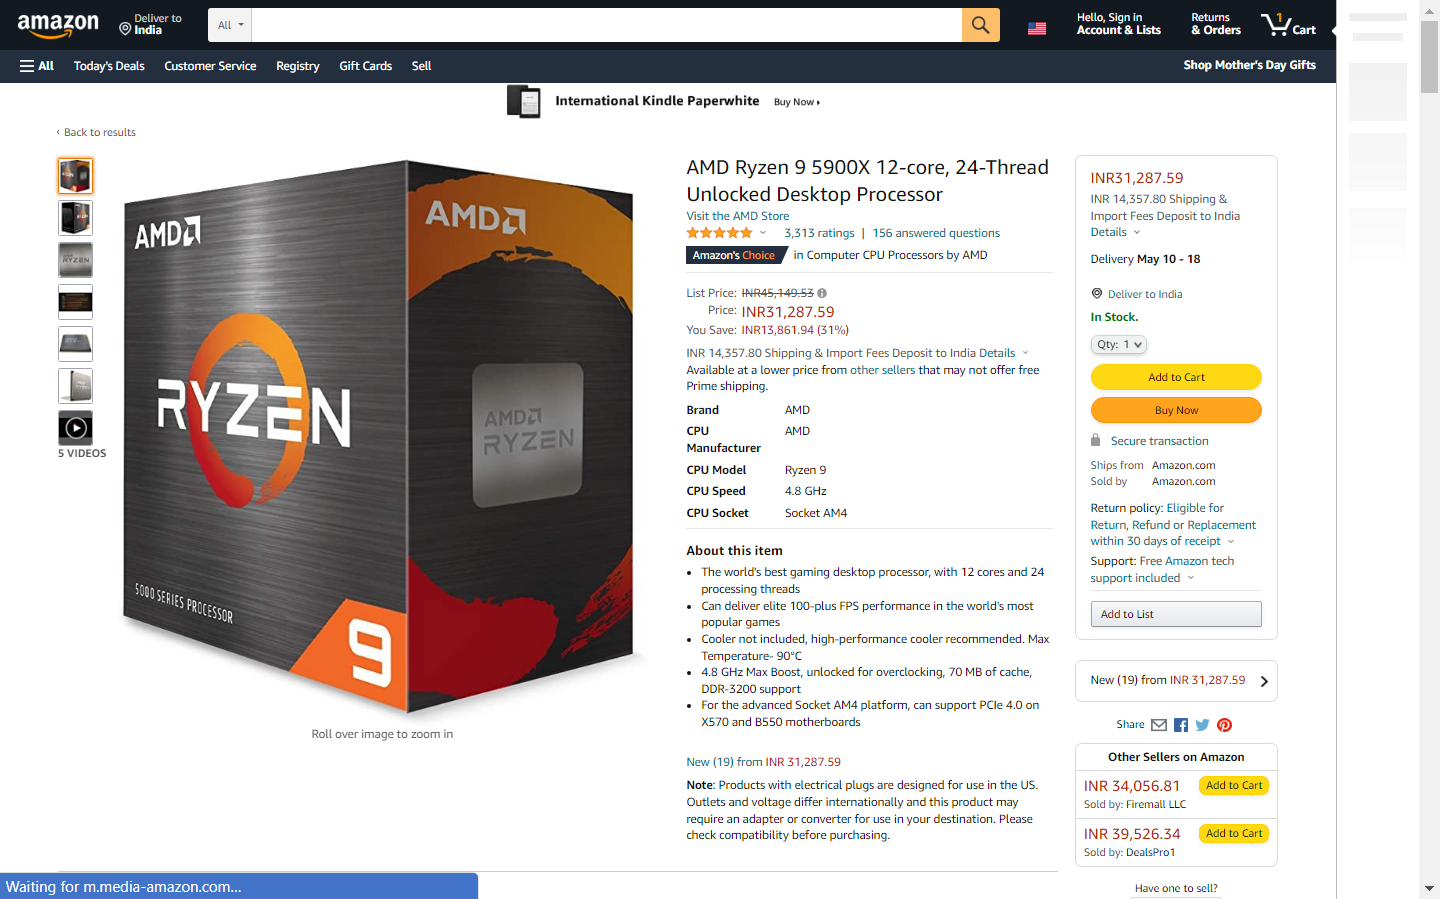 amazon
Deliver to
India
All
Hello, Sign in
Account & Lists
Returns
& Orders
1
Cart
All
Today's Deals
Customer Service
Registry
Gift Cards
Sell
Shop Mother's Day Gifts
International Kindle Paperwhite
Buy Now ▸
‹ Back to results
5 VIDEOS
AMD
AMD
RYZEN
AMD
RYZEN
5000 SERIES PROCESSOR
9
Roll over image to zoom in
AMD Ryzen 9 5900X 12-core, 24-Thread
Unlocked Desktop Processor
Visit the AMD Store
3,313 ratings | 156 answered questions
Amazon's Choice in Computer CPU Processors by AMD
List Price: INR45,149.53
Price: INR31,287.59
You Save: INR13,861.94 (31%)
INR 14,357.80 Shipping & Import Fees Deposit to India Details
Available at a lower price from other sellers that may not offer free
Prime shipping.
Brand AMD
CPU AMD
Manufacturer
CPU Model Ryzen 9
CPU Speed 4.8 GHz
CPU Socket Socket AM4
About this item
• The world's best gaming desktop processor, with 12 cores and 24
processing threads
• Can deliver elite 100-plus FPS performance in the world's most
popular games
• Cooler not included, high-performance cooler recommended. Max
Temperature- 90°C
• 4.8 GHz Max Boost, unlocked for overclocking, 70 MB of cache,
DDR-3200 support
• For the advanced Socket AM4 platform, can support PCIe 4.0 on
X570 and B550 motherboards
New (19) from INR 31,287.59
Note: Products with electrical plugs are designed for use in the US.
Outlets and voltage differ internationally and this product may
require an adapter or converter for use in your destination. Please
check compatibility before purchasing.
INR31,287.59
INR 14,357.80 Shipping &
Import Fees Deposit to India
Details
Delivery May 10 - 18
Deliver to India
In Stock.
Qty: 1
Add to Cart
Buy Now
Secure transaction
Ships from Amazon.com
Sold by Amazon.com
Return policy: Eligible for
Return, Refund or Replacement
within 30 days of receipt
Support: Free Amazon tech
support included
Add to List
New (19) from INR 31,287.59
Share
Other Sellers on Amazon
INR 34,056.81
Add to Cart
Sold by: Firemall LLC
INR 39,526.34
Add to Cart
Sold by: DealsPro1
Have one to sell?
Waiting for m.media-amazon.com...